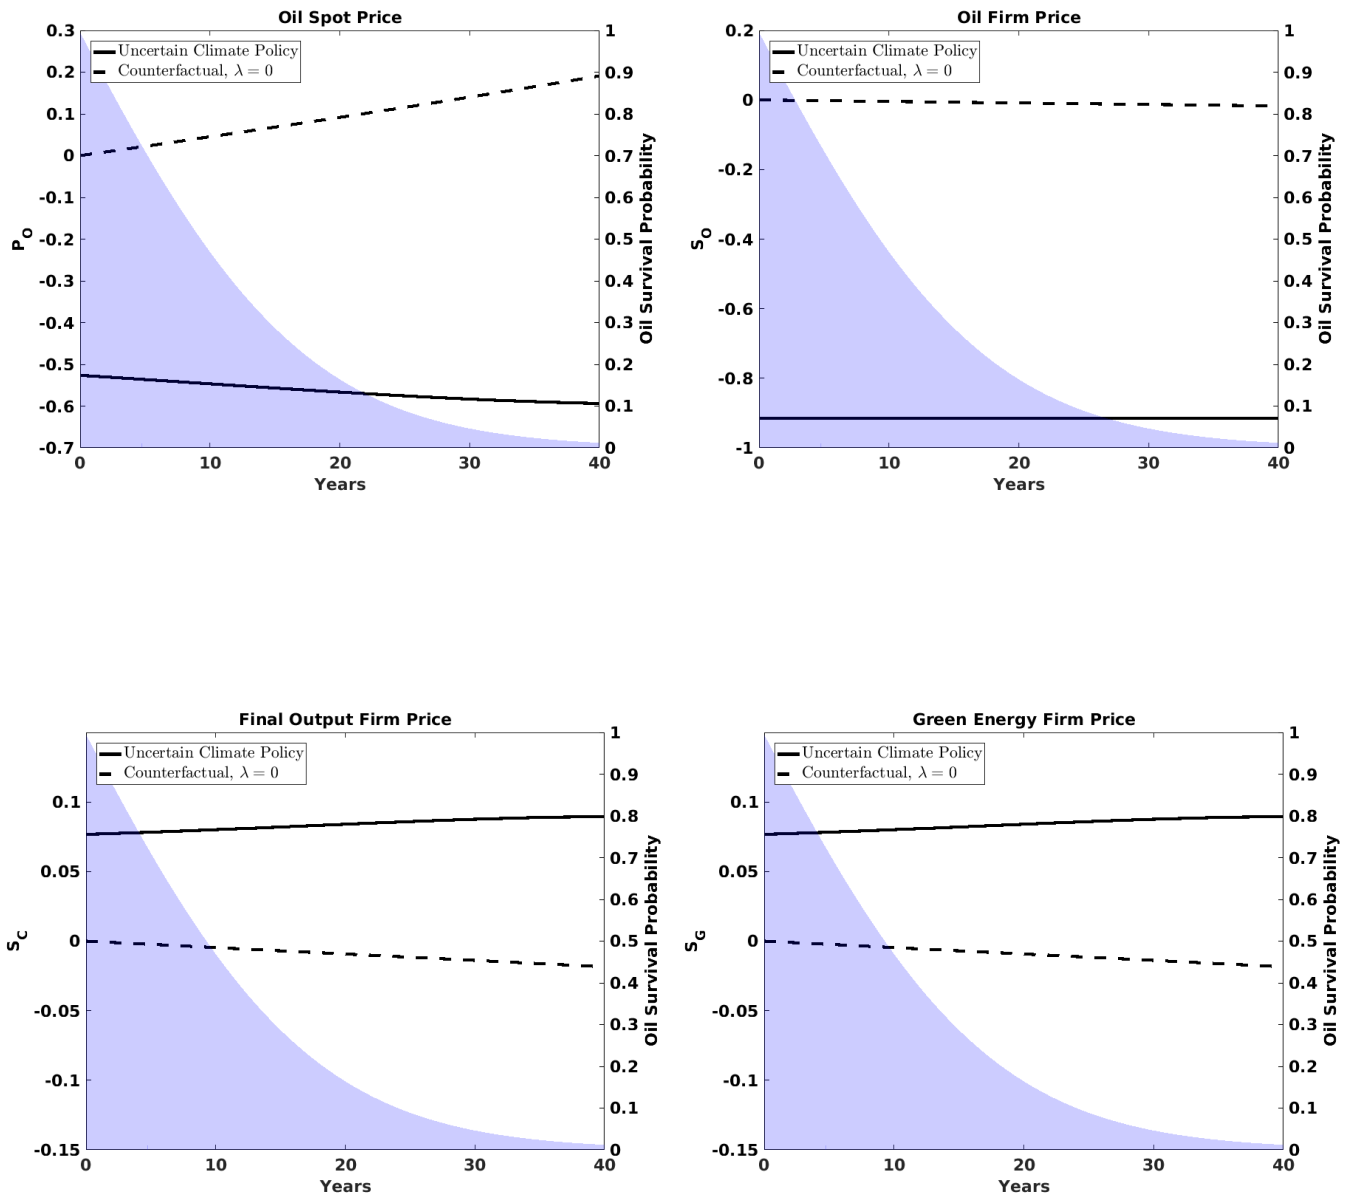 Oil Spot Price
Uncertain Climate Policy
Counterfactual, λ = 0
0.3
0.2
0.1
0
-0.1
-0.2
-0.3
-0.4
-0.5
-0.6
-0.7
P_O
1
0.9
0.8
0.7
0.6
0.5
0.4
0.3
0.2
0.1
0
Oil Survival Probability
0 10 20 30 40
Years
Oil Firm Price
Uncertain Climate Policy
Counterfactual, λ = 0
0.2
0
-0.2
-0.4
-0.6
-0.8
-1
S_O
1
0.9
0.8
0.7
0.6
0.5
0.4
0.3
0.2
0.1
0
Oil Survival Probability
0 10 20 30 40
Years
Final Output Firm Price
Uncertain Climate Policy
Counterfactual, λ = 0
0.1
0.05
0
-0.05
-0.1
-0.15
S_C
1
0.9
0.8
0.7
0.6
0.5
0.4
0.3
0.2
0.1
0
Oil Survival Probability
0 10 20 30 40
Years
Green Energy Firm Price
Uncertain Climate Policy
Counterfactual, λ = 0
0.1
0.05
0
-0.05
-0.1
-0.15
S_G
1
0.9
0.8
0.7
0.6
0.5
0.4
0.3
0.2
0.1
0
Oil Survival Probability
0 10 20 30 40
Years